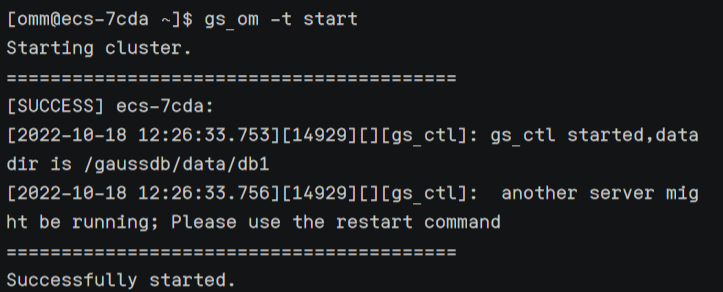 [omm@ecs-7cda ~]$ gs_om -t start
Starting cluster.
=========================================
[SUCCESS] ecs-7cda:
[2022-10-18 12:26:33.753][14929][][gs_ctl]: gs_ctl started,data
dir is /gaussdb/data/db1
[2022-10-18 12:26:33.756][14929][][gs_ctl]:  another server mig
ht be running; Please use the restart command
=========================================
Successfully started.